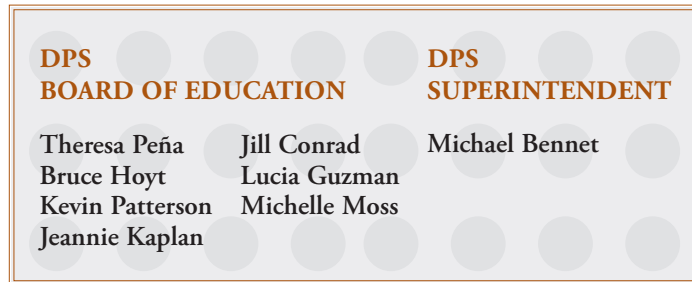 DPS
BOARD OF EDUCATION
Theresa Peña
Bruce Hoyt
Kevin Patterson
Jeannie Kaplan
Jill Conrad
Lucia Guzman
Michelle Moss
DPS
SUPERINTENDENT
Michael Bennet